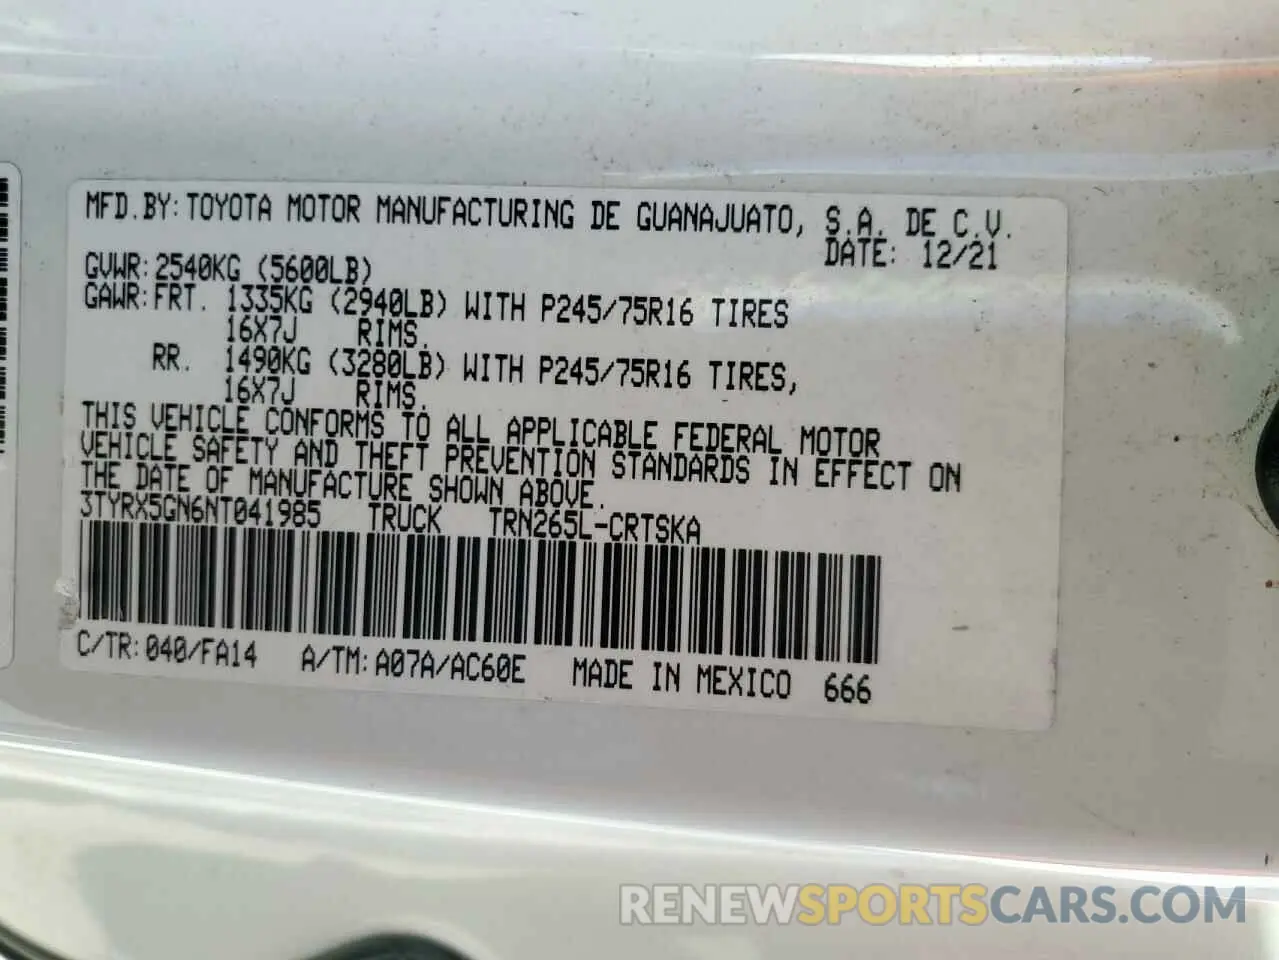 MFD.BY:TOYOTA MOTOR MANUFACTURING DE GUANAJUATO, S.A. DE C.V.
DATE: 12/21
GVWR:2540KG (5600LB)
GAWR:FRT. 1335KG (2940LB) WITH P245/75R16 TIRES
16X7J RIMS.
RR. 1490KG (3280LB) WITH P245/75R16 TIRES,
16X7J RIMS.
THIS VEHICLE CONFORMS TO ALL APPLICABLE FEDERAL MOTOR
VEHICLE SAFETY AND THEFT PREVENTION STANDARDS IN EFFECT ON
THE DATE OF MANUFACTURE SHOWN ABOVE.
3TYRX5GN6NT041985 TRUCK TRN265L-CRTSKA
C/TR:040/FA14 A/TM:A07A/AC60E MADE IN MEXICO 666
RENEWSPORTSCARS.COM